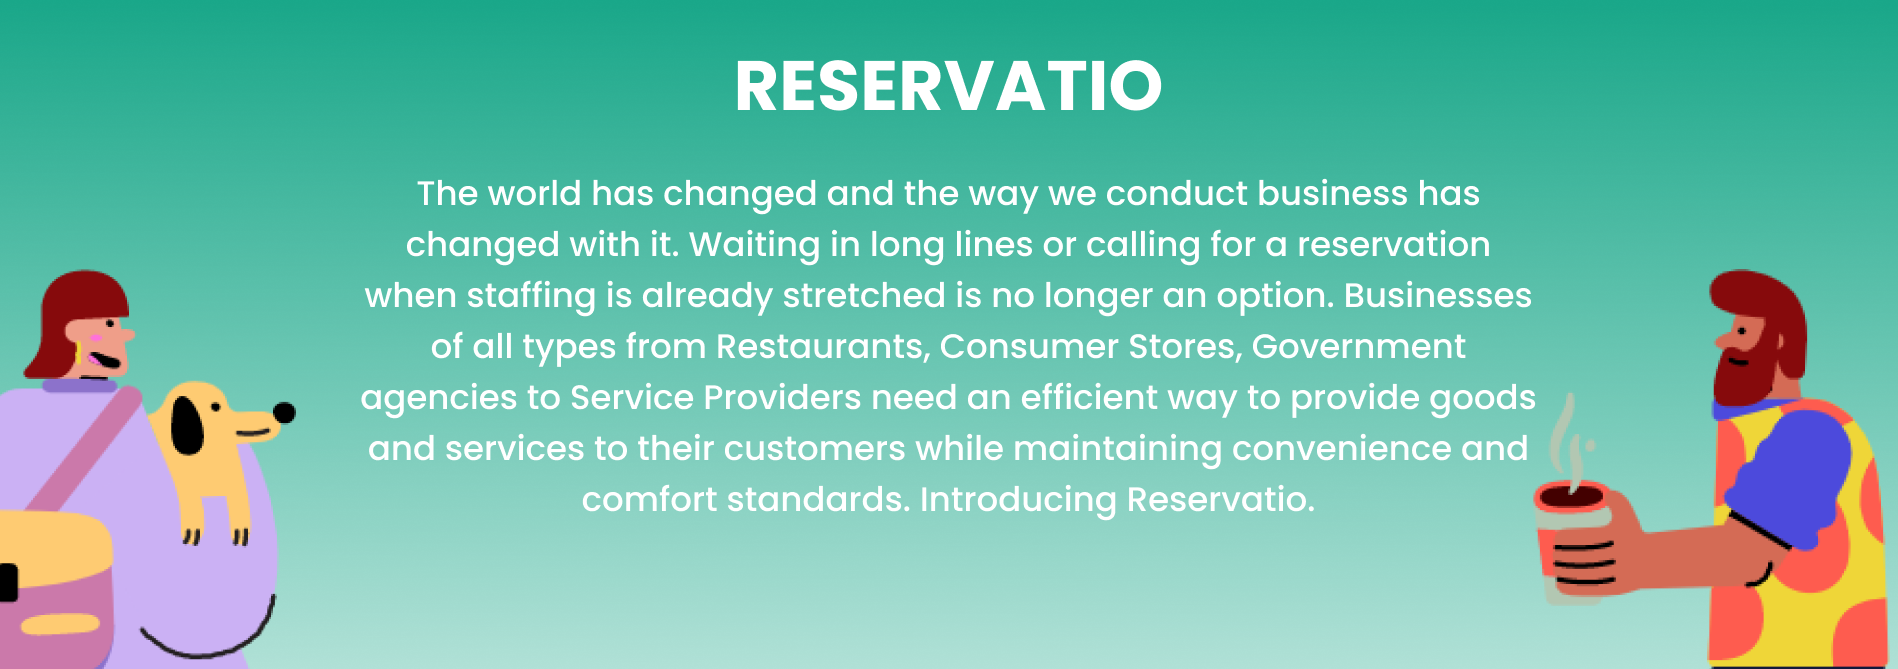 RESERVATIO
The world has changed and the way we conduct business has
changed with it. Waiting in long lines or calling for a reservation
when staffing is already stretched is no longer an option. Businesses
of all types from Restaurants, Consumer Stores, Government
agencies to Service Providers need an efficient way to provide goods
and services to their customers while maintaining convenience and
comfort standards. Introducing Reservatio.